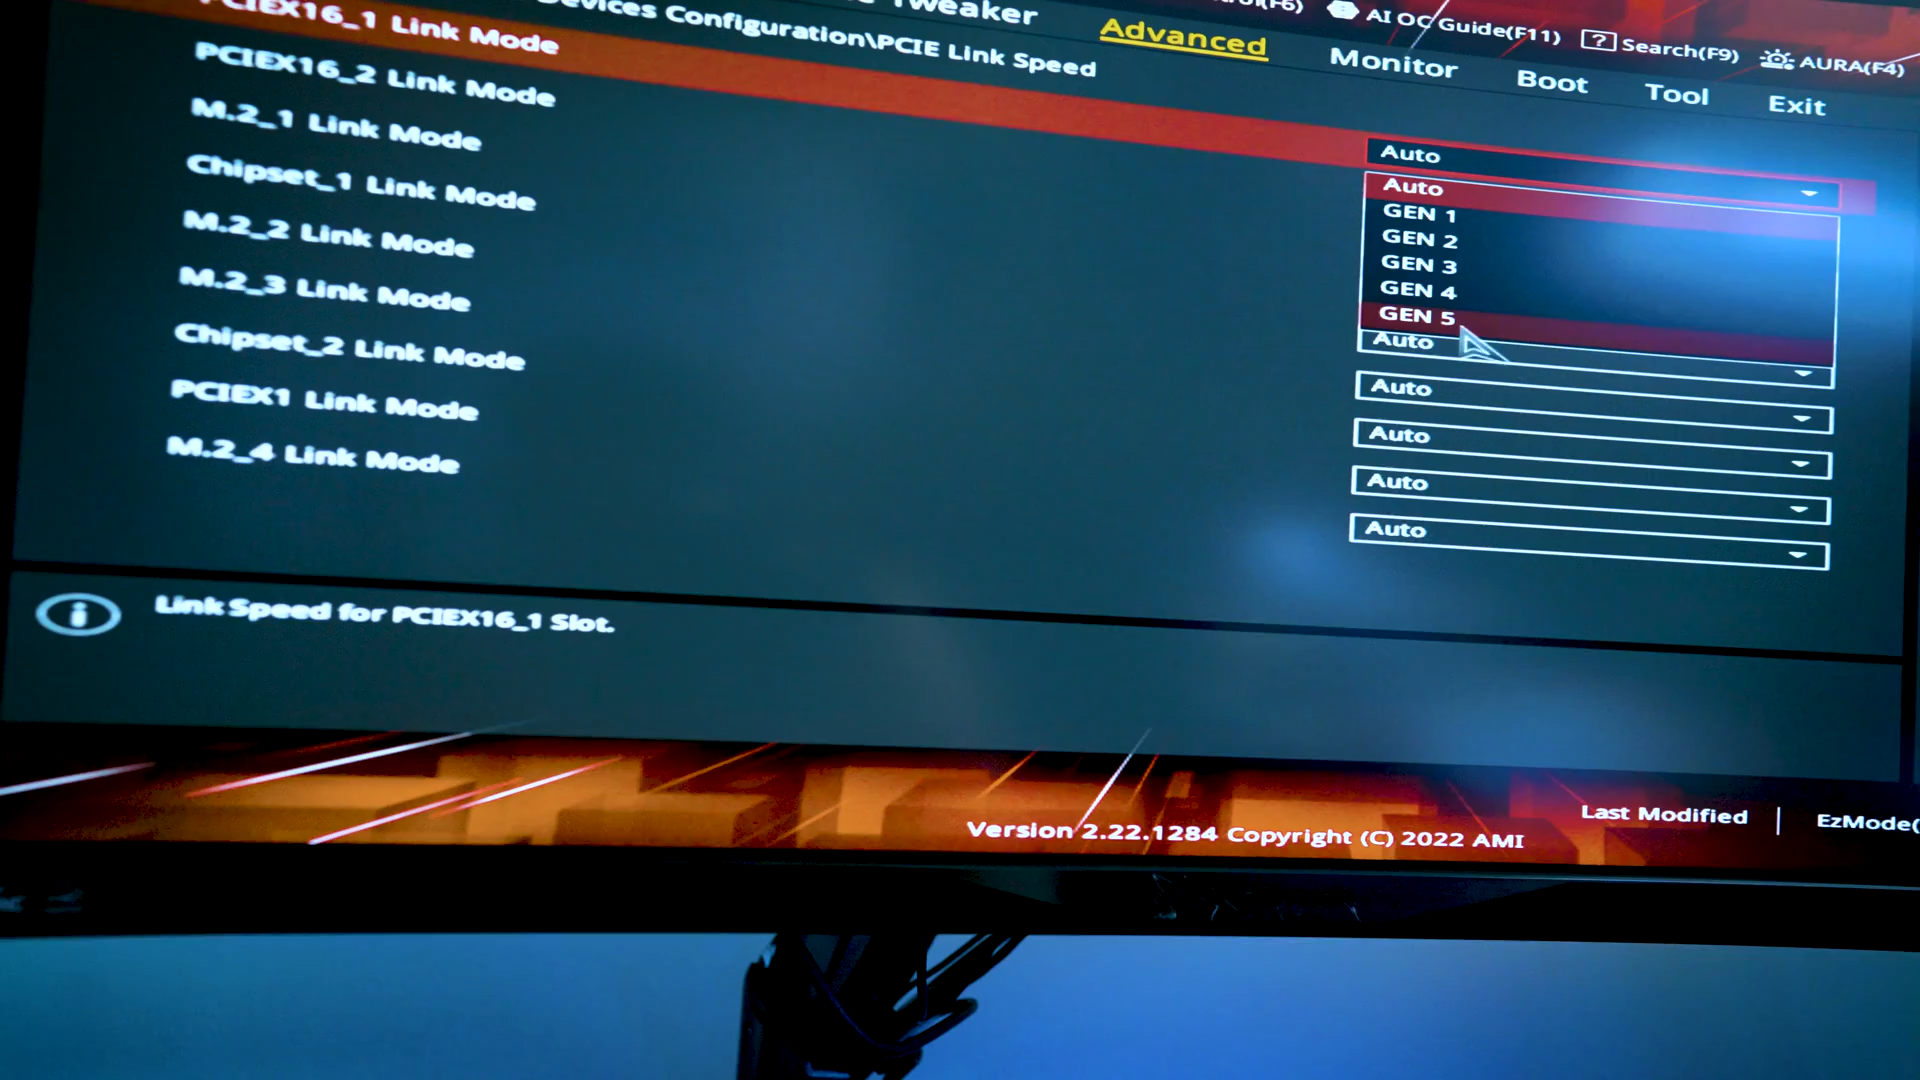 Tweaker Advanced Monitor Boot Tool Exit
AI OC Guide(F11) Search(F9) AURA(F4)
Configuration\PCIE Link Speed
Link Mode
Auto
PCIEX16_2 Link Mode
M.2_1 Link Mode
Chipset_1 Link Mode
M.2_2 Link Mode
M.2_3 Link Mode
Chipset_2 Link Mode
PCIEX1 Link Mode
M.2_4 Link Mode
Auto
GEN 1
GEN 2
GEN 3
GEN 4
GEN 5
Auto
Auto
Auto
Auto
Auto
Link Speed for PCIEX16_1 Slot.
Last Modified
Version 2.22.1284 Copyright (C) 2022 AMI